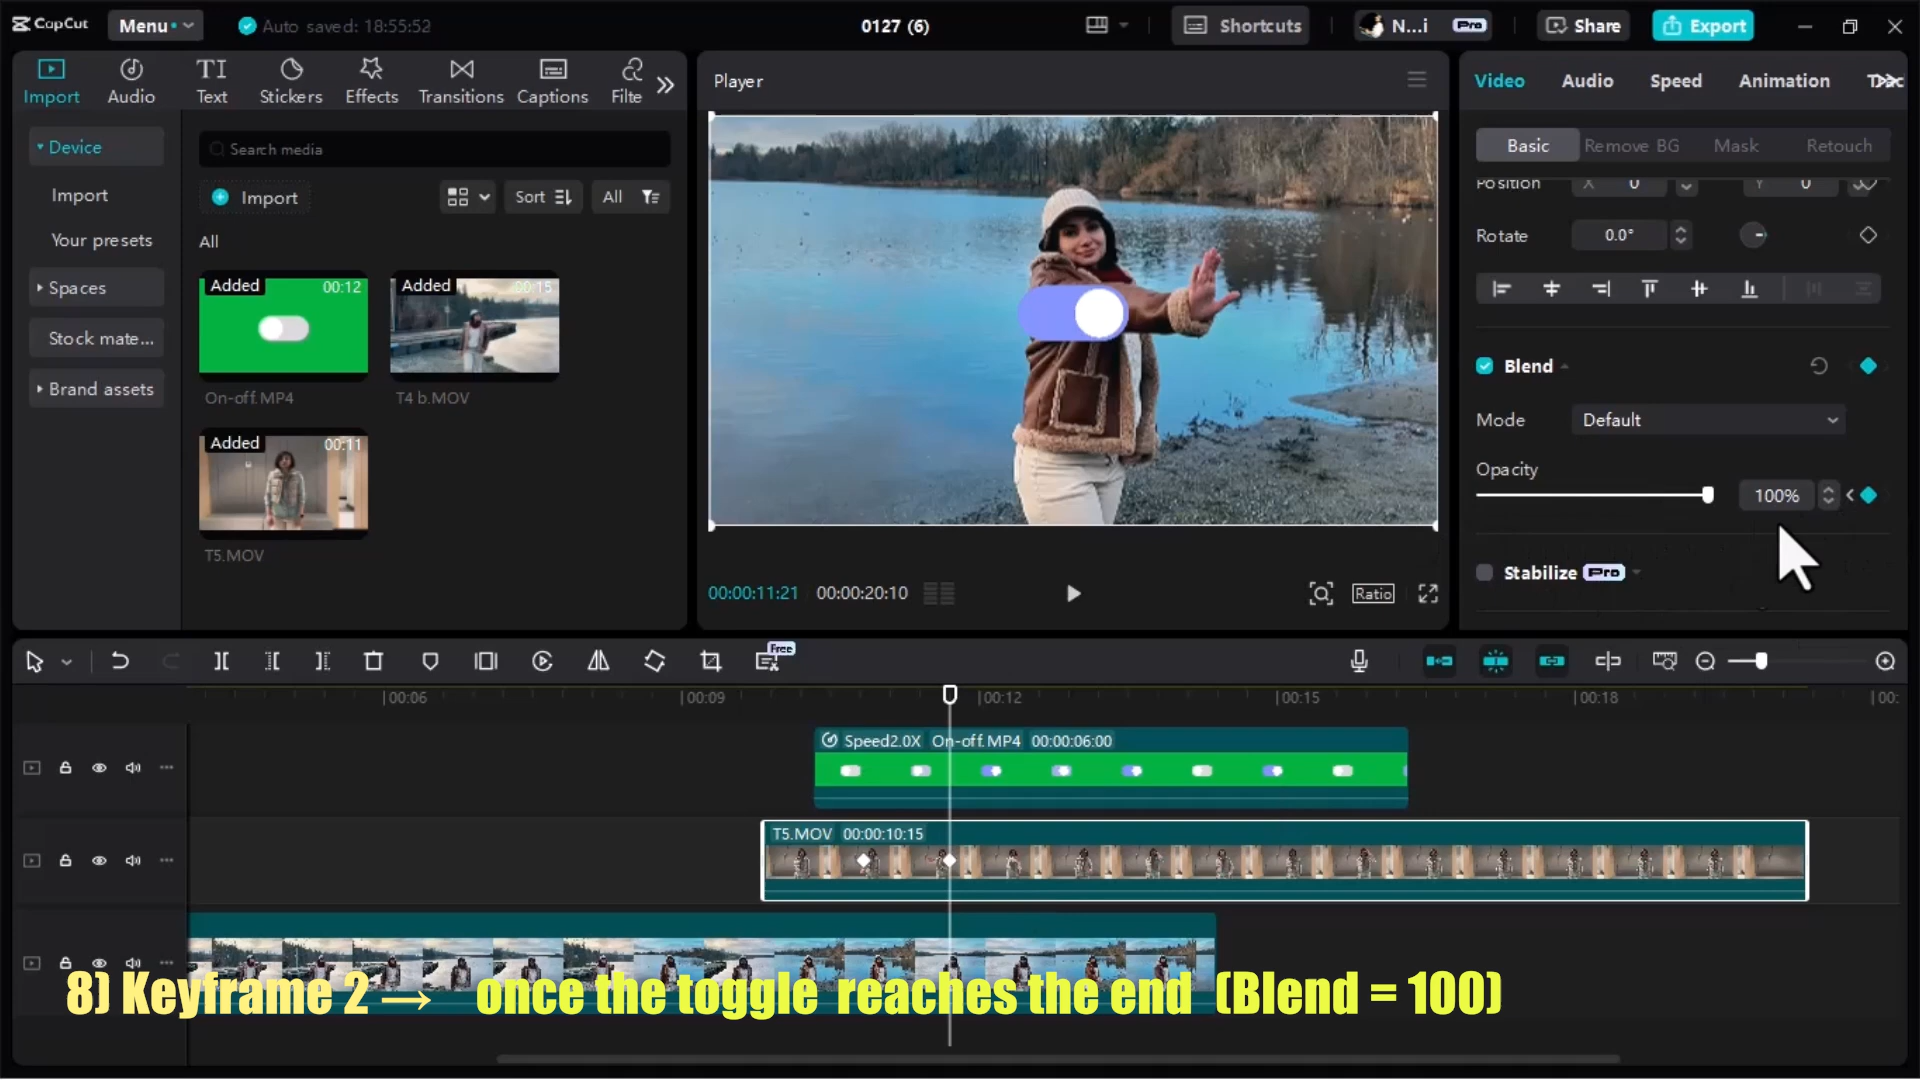 CapCut
Menu
Auto saved: 18:55:52
0127 (6)
Shortcuts
N...i
Pro
Share
Export
Import
Audio
Text
Stickers
Effects
Transitions
Captions
Filte
Device
Import
Your presets
Spaces
Stock mate...
Brand assets
Search media
Import
Sort
All
All
Added
00:12
On-off.MP4
Added
00:15
T4 b.MOV
Added
00:11
T5.MOV
Player
00:00:11:21
00:00:20:10
Ratio
Video
Audio
Speed
Animation
Basic
Remove BG
Mask
Retouch
Position
X
0
Y
0
Rotate
0.0°
Blend
Mode
Default
Opacity
100%
Stabilize
Pro
Free
00:06
00:09
00:12
00:15
00:18
00:
Speed2.0X On-off.MP4 00:00:06:00
T5.MOV 00:00:10:15
8) Keyframe 2 → once the toggle reaches the end (Blend = 100)